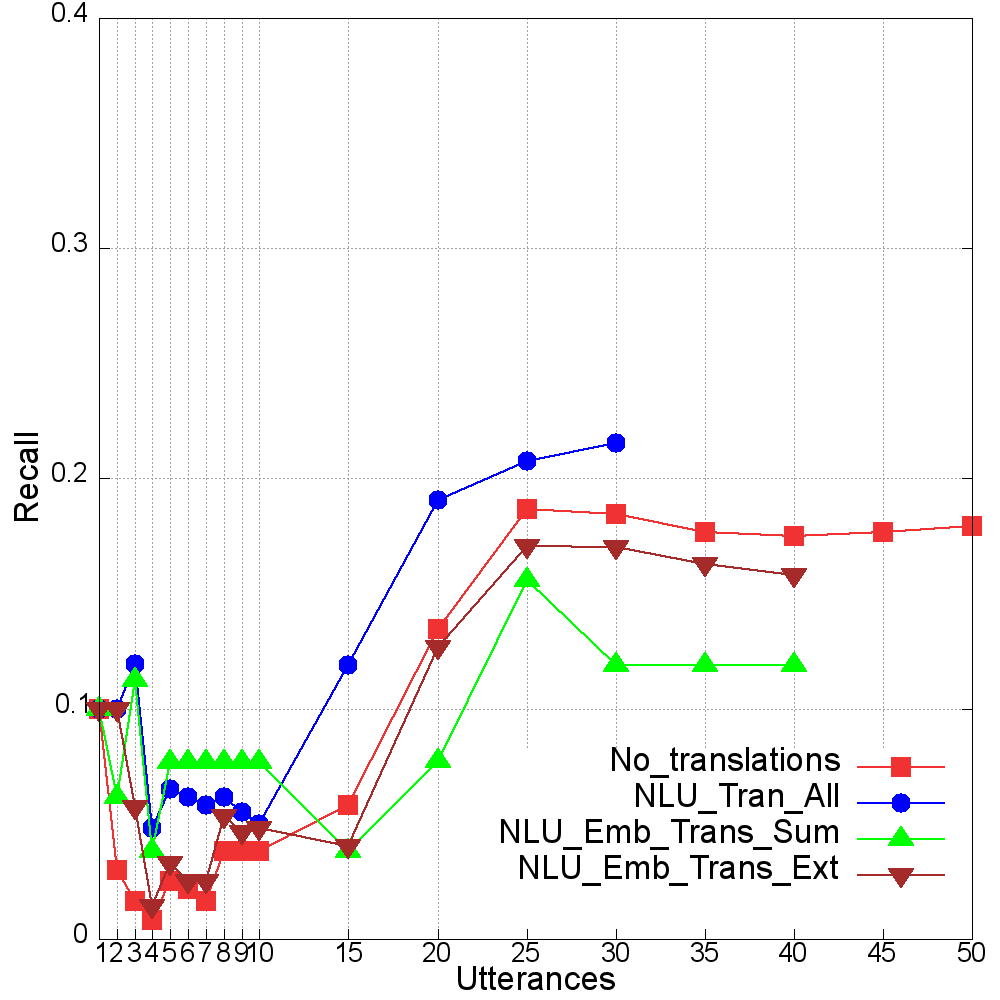 0.4
0.3
0.2
0.1
0
Recall
1 2 3 4 5 6 7 8 9 10 15 20 25 30 35 40 45 50
Utterances
No_translations
NLU_Tran_All
NLU_Emb_Trans_Sum
NLU_Emb_Trans_Ext